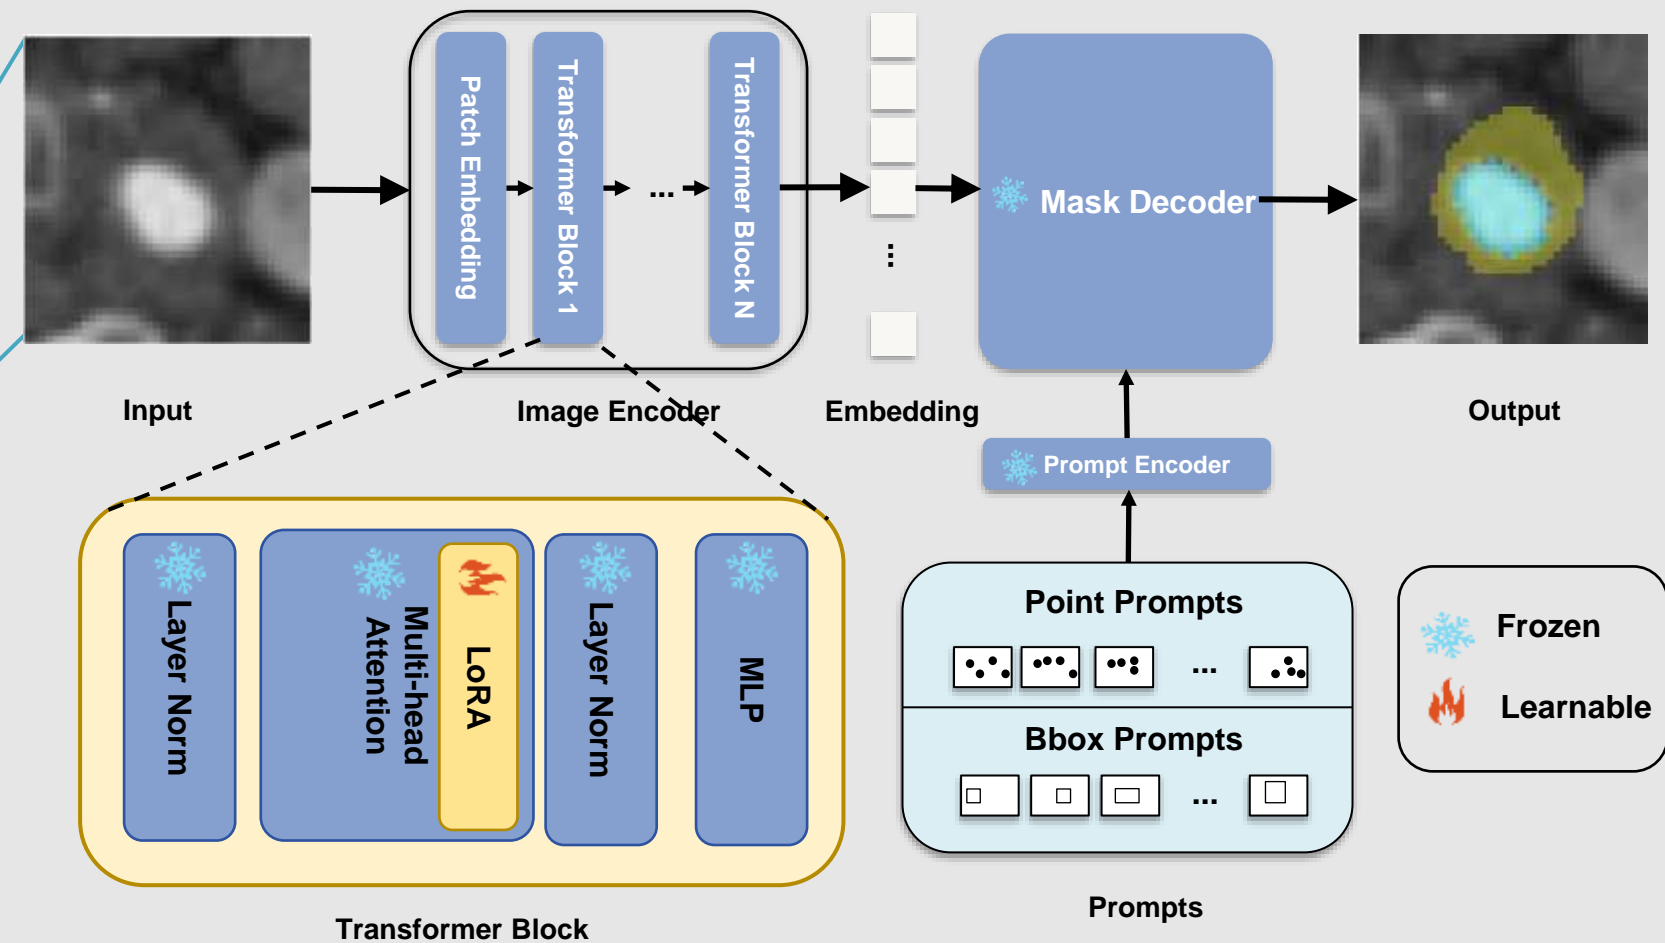 Patch Embedding
Transformer Block 1
...
Transformer Block N
...
Mask Decoder
Input
Image Encoder
Embedding
Output
Prompt Encoder
Layer Norm
Multi-head
Attention
LoRA
Layer Norm
MLP
Point Prompts
...
Bbox Prompts
...
Frozen
Learnable
Prompts
Transformer Block